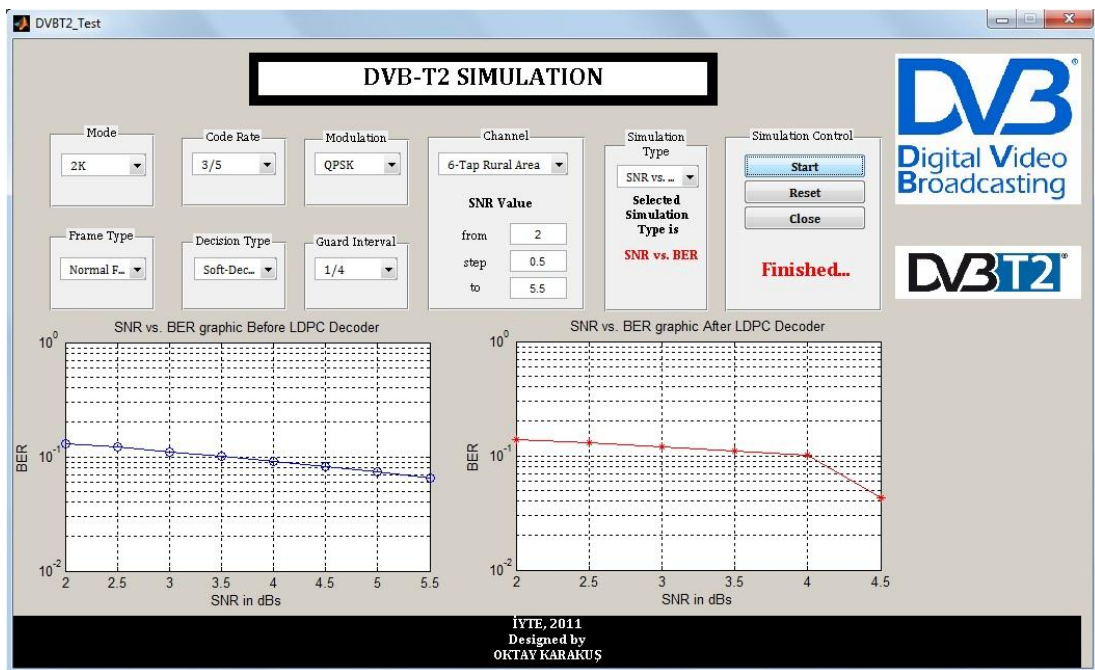 DVBT2_Test
DVB-T2 SIMULATION
DVB®
Digital Video
Broadcasting
Mode
2K
Code Rate
3/5
Modulation
QPSK
Channel
6-Tap Rural Area
SNR Value
from 2
step 0.5
to 5.5
Simulation
Type
SNR vs. ...
Selected
Simulation
Type is
SNR vs. BER
Simulation Control
Start
Reset
Close
Finished...
Frame Type
Normal F...
Decision Type
Soft-Dec...
Guard Interval
1/4
DVB T2®
SNR vs. BER graphic Before LDPC Decoder
10^0
10^-1
10^-2
BER
2 2.5 3 3.5 4 4.5 5 5.5
SNR in dBs
SNR vs. BER graphic After LDPC Decoder
10^0
10^-1
10^-2
BER
2 2.5 3 3.5 4 4.5
SNR in dBs
İYTE, 2011
Designed by
OKTAY KARAKUŞ